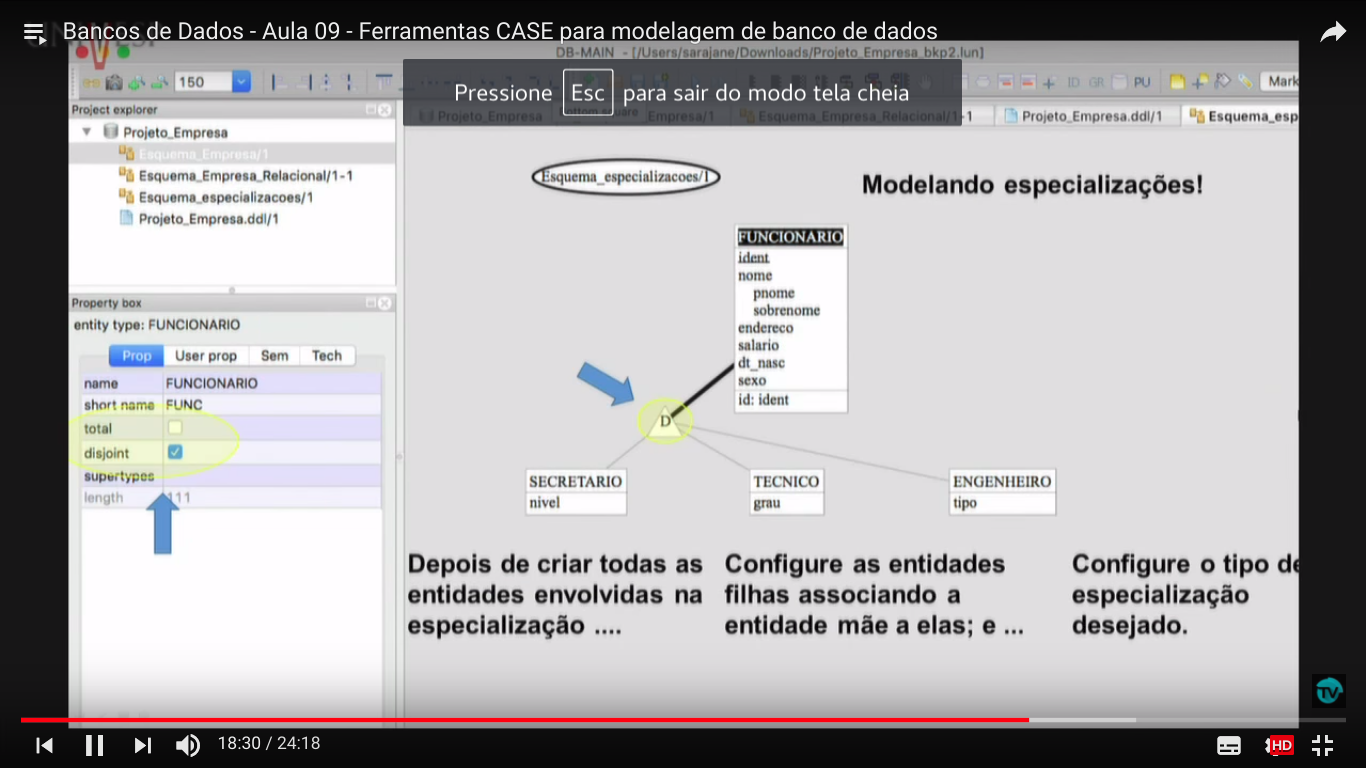 Bancos de Dados - Aula 09 - Ferramentas CASE para modelagem de banco de dados
DB-MAIN - [/Users/sarajane/Downloads/Projeto_Empresa_bkp2.lun]
150
ID GR PU Mark
Pressione Esc para sair do modo tela cheia
Project explorer
Projeto_Empresa
Esquema_Empresa/1
Esquema_Empresa_Relacional/1-1
Esquema_especializacoes/1
Projeto_Empresa.ddl/1
Projeto_Empresa Empresa/1 Esquema_Empresa_Relacional/1-1 Projeto_Empresa.ddl/1 Esquema_esp
Esquema_especializacoes/1
Modelando especializações!
FUNCIONARIO
ident
nome
pnome
sobrenome
endereco
salario
dt_nasc
sexo
id: ident
D
SECRETARIO
nivel
TECNICO
grau
ENGENHEIRO
tipo
Property box
entity type: FUNCIONARIO
Prop User prop Sem Tech
name FUNCIONARIO
short name FUNC
total
disjoint
supertypes
length 111
Depois de criar todas as
entidades envolvidas na
especialização ....
Configure as entidades
filhas associando a
entidade mãe a elas; e ...
Configure o tipo de
especialização
desejado.
TV
18:30 / 24:18
HD